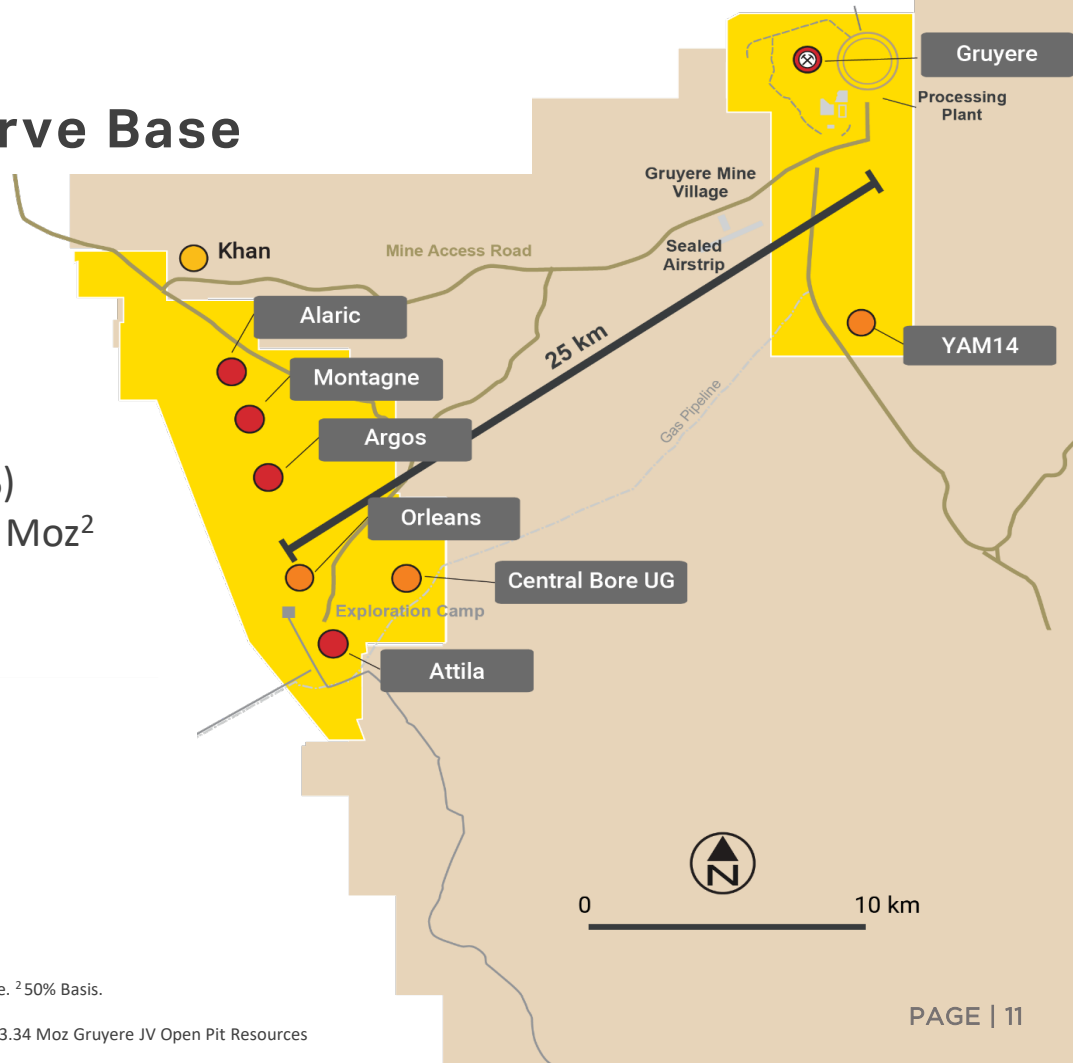 rve Base
Gruyere
Processing
Plant
Gruyere Mine
Village
Sealed
Airstrip
Khan
Mine Access Road
Alaric
25 km
YAM14
Montagne
Gas Pipeline
Argos
)
Moz²
Orleans
Central Bore UG
Exploration Camp
Attila
N
0 10 km
e. ² 50% Basis.
3.34 Moz Gruyere JV Open Pit Resources
PAGE | 11